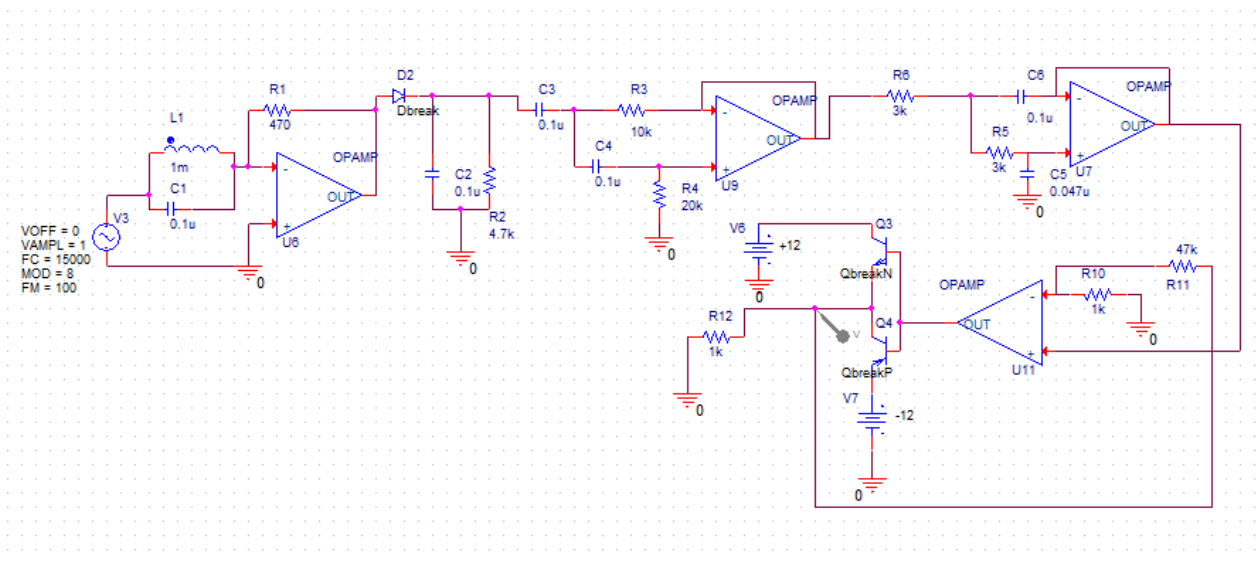 L1
1m
C1
0.1u
V3
VOFF = 0
VAMPL = 1
FC = 15000
MOD = 8
FM = 100
R1
470
OPAMP
-
+
OUT
U6
0
D2
Dbreak
C2
0.1u
R2
4.7k
0
C3
0.1u
R3
10k
C4
0.1u
R4
20k
0
OPAMP
-
+
OUT
U9
R6
3k
C6
0.1u
R5
3k
C5
0.047u
0
OPAMP
-
+
OUT
U7
V6
+12
0
Q3
QbreakN
Q4
QbreakP
V7
-12
0
R12
1k
0
V
OPAMP
-
+
OUT
U11
R10
1k
0
47k
R11